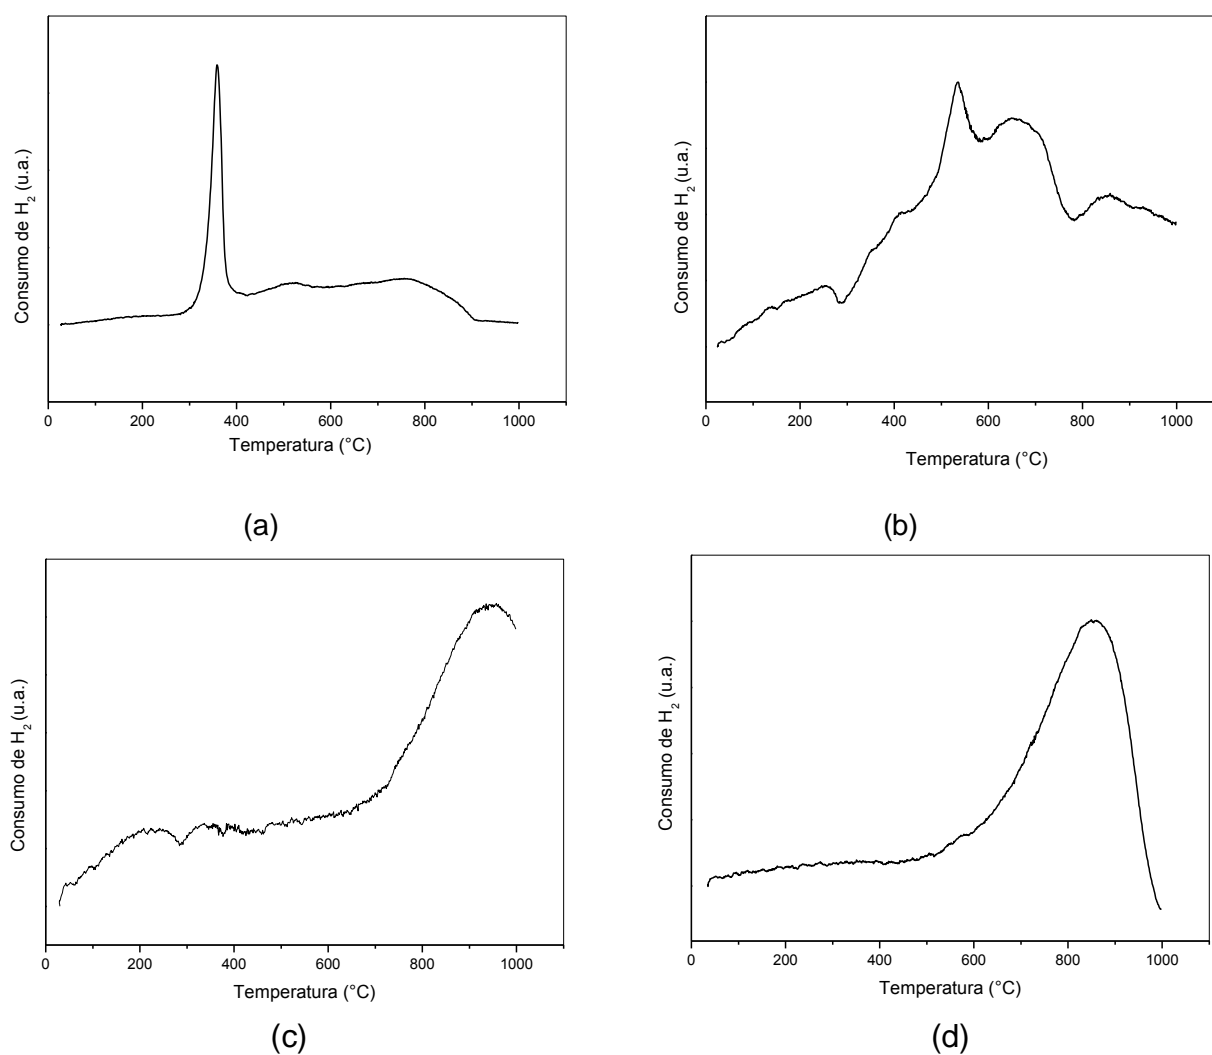 Consumo de H2 (u.a.)
0 200 400 600 800 1000
Temperatura (°C)
(a)
Consumo de H2 (u.a.)
0 200 400 600 800 1000
Temperatura (°C)
(b)
Consumo de H2 (u.a.)
0 200 400 600 800 1000
Temperatura (°C)
(c)
Consumo de H2 (u.a.)
0 200 400 600 800 1000
Temperatura (°C)
(d)